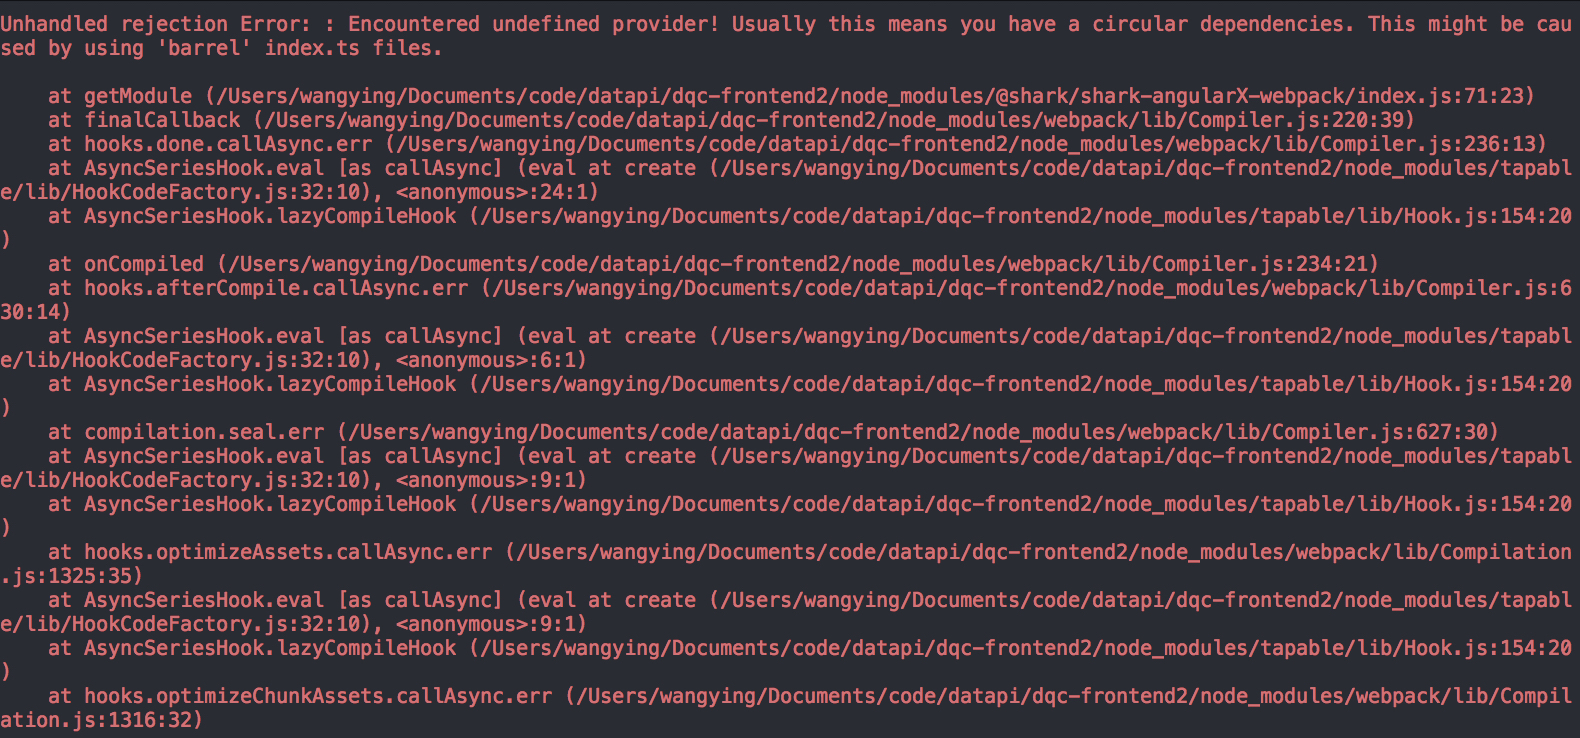 Unhandled rejection Error: : Encountered undefined provider! Usually this means you have a circular dependencies. This might be cau
sed by using 'barrel' index.ts files.
at getModule (/Users/wangying/Documents/code/datapi/dqc-frontend2/node_modules/@shark/shark-angularX-webpack/index.js:71:23)
at finalCallback (/Users/wangying/Documents/code/datapi/dqc-frontend2/node_modules/webpack/lib/Compiler.js:220:39)
at hooks.done.callAsync.err (/Users/wangying/Documents/code/datapi/dqc-frontend2/node_modules/webpack/lib/Compiler.js:236:13)
at AsyncSeriesHook.eval [as callAsync] (eval at create (/Users/wangying/Documents/code/datapi/dqc-frontend2/node_modules/tapabl
e/lib/HookCodeFactory.js:32:10), <anonymous>:24:1)
at AsyncSeriesHook.lazyCompileHook (/Users/wangying/Documents/code/datapi/dqc-frontend2/node_modules/tapable/lib/Hook.js:154:20
)
at onCompiled (/Users/wangying/Documents/code/datapi/dqc-frontend2/node_modules/webpack/lib/Compiler.js:234:21)
at hooks.afterCompile.callAsync.err (/Users/wangying/Documents/code/datapi/dqc-frontend2/node_modules/webpack/lib/Compiler.js:6
30:14)
at AsyncSeriesHook.eval [as callAsync] (eval at create (/Users/wangying/Documents/code/datapi/dqc-frontend2/node_modules/tapabl
e/lib/HookCodeFactory.js:32:10), <anonymous>:6:1)
at AsyncSeriesHook.lazyCompileHook (/Users/wangying/Documents/code/datapi/dqc-frontend2/node_modules/tapable/lib/Hook.js:154:20
)
at compilation.seal.err (/Users/wangying/Documents/code/datapi/dqc-frontend2/node_modules/webpack/lib/Compiler.js:627:30)
at AsyncSeriesHook.eval [as callAsync] (eval at create (/Users/wangying/Documents/code/datapi/dqc-frontend2/node_modules/tapabl
e/lib/HookCodeFactory.js:32:10), <anonymous>:9:1)
at AsyncSeriesHook.lazyCompileHook (/Users/wangying/Documents/code/datapi/dqc-frontend2/node_modules/tapable/lib/Hook.js:154:20
)
at hooks.optimizeAssets.callAsync.err (/Users/wangying/Documents/code/datapi/dqc-frontend2/node_modules/webpack/lib/Compilation
.js:1325:35)
at AsyncSeriesHook.eval [as callAsync] (eval at create (/Users/wangying/Documents/code/datapi/dqc-frontend2/node_modules/tapabl
e/lib/HookCodeFactory.js:32:10), <anonymous>:9:1)
at AsyncSeriesHook.lazyCompileHook (/Users/wangying/Documents/code/datapi/dqc-frontend2/node_modules/tapable/lib/Hook.js:154:20
)
at hooks.optimizeChunkAssets.callAsync.err (/Users/wangying/Documents/code/datapi/dqc-frontend2/node_modules/webpack/lib/Compil
ation.js:1316:32)